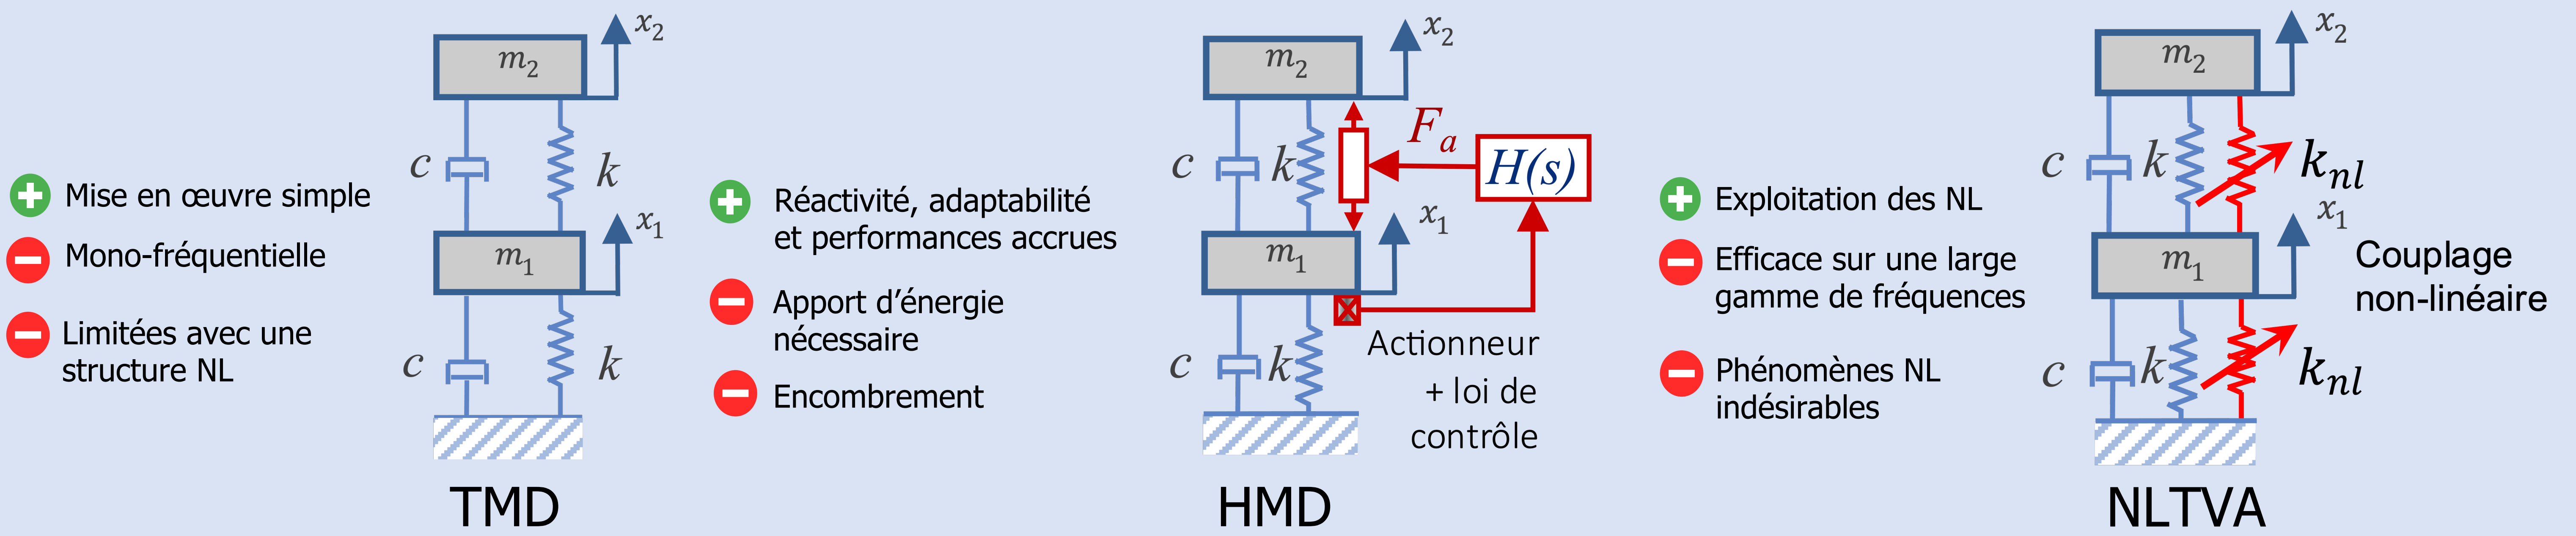 Mise en œuvre simple
Mono-fréquentielle
Limitées avec une
structure NL
x₂
m₂
c
k
x₁
m₁
c
k
TMD
Réactivité, adaptabilité
et performances accrues
Apport d’énergie
nécessaire
Encombrement
x₂
m₂
c
k
Fₐ
H(s)
x₁
m₁
c
k
Actionneur
+ loi de
contrôle
HMD
Exploitation des NL
Efficace sur une large
gamme de fréquences
Phénomènes NL
indésirables
x₂
m₂
c
k
kₙₗ
x₁
m₁
c
k
kₙₗ
Couplage
non-linéaire
NLTVA